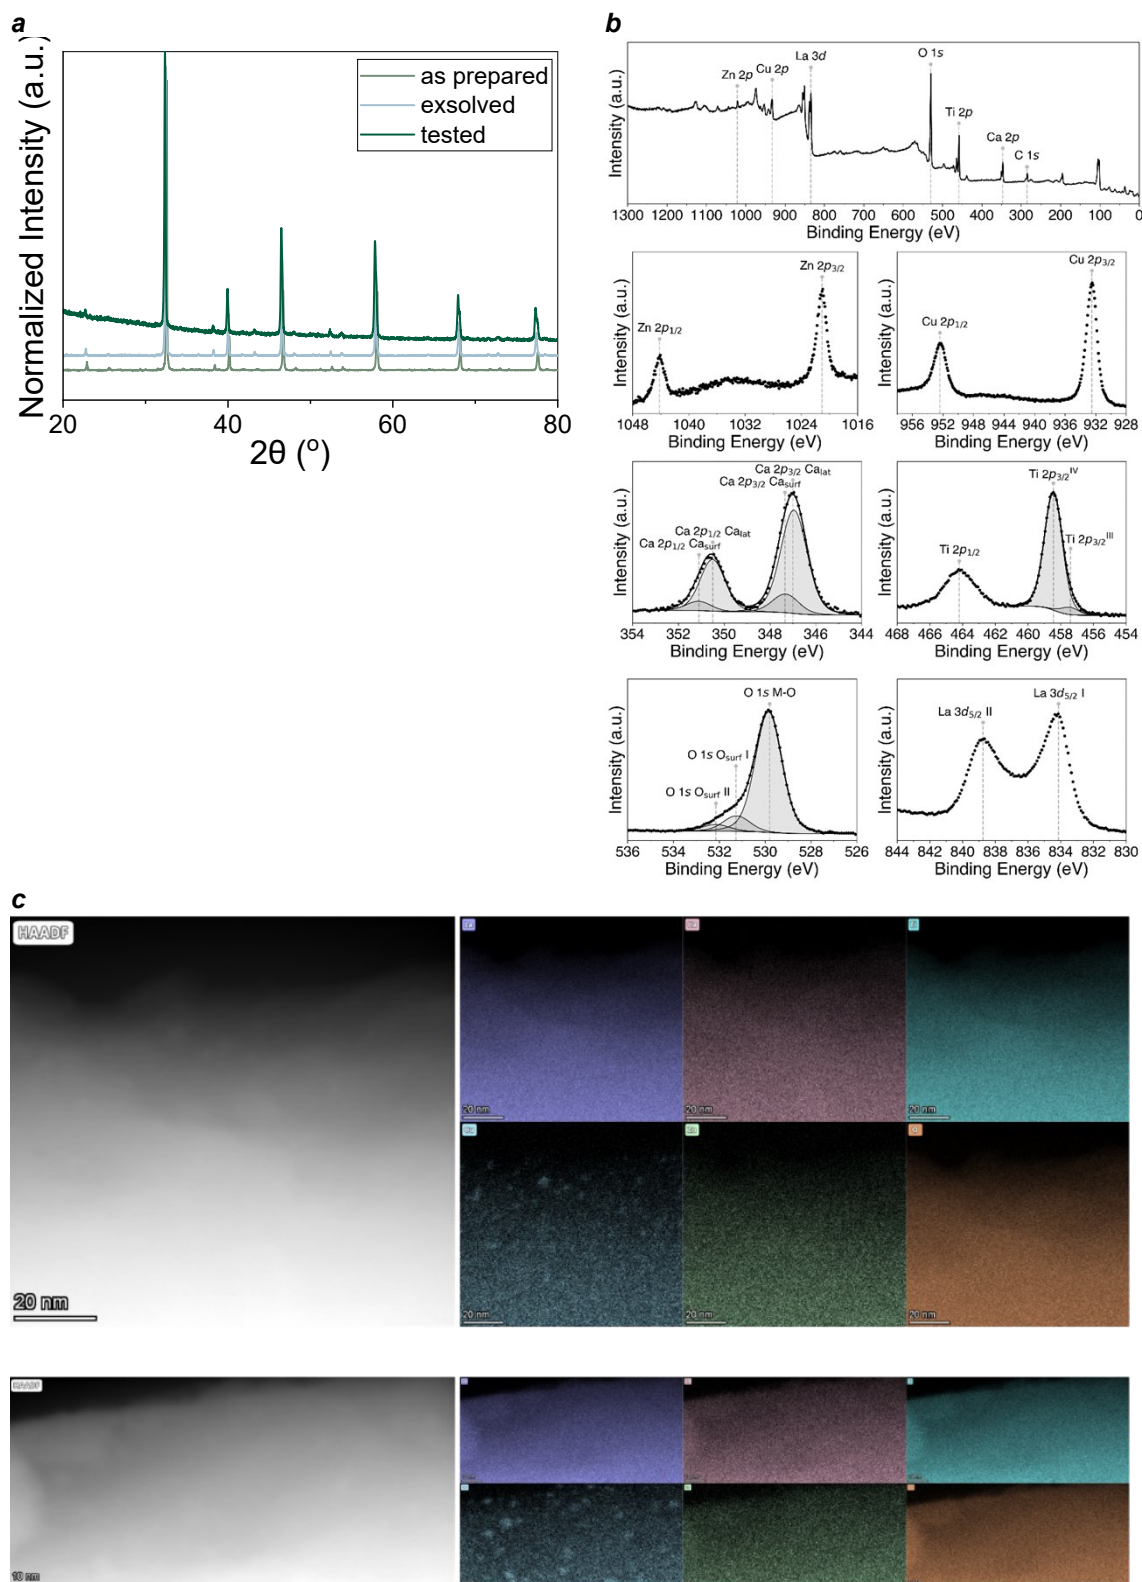 a
Normalized Intensity (a.u.)
as prepared
exsolved
tested
20 40 60 80
2θ (°)
b
Intensity (a.u.)
Zn 2p
Cu 2p
La 3d
O 1s
Ti 2p
Ca 2p
C 1s
1300 1200 1100 1000 900 800 700 600 500 400 300 200 100 0
Binding Energy (eV)
Intensity (a.u.)
Zn 2p1/2
Zn 2p3/2
1048 1040 1032 1024 1016
Binding Energy (eV)
Intensity (a.u.)
Cu 2p1/2
Cu 2p3/2
956 952 948 944 940 936 932 928
Binding Energy (eV)
Intensity (a.u.)
Ca 2p3/2 Calat
Ca 2p3/2 Casurf
Ca 2p1/2 Calat
Ca 2p1/2 Casurf
354 352 350 348 346 344
Binding Energy (eV)
Intensity (a.u.)
Ti 2p3/2IV
Ti 2p3/2III
Ti 2p1/2
468 466 464 462 460 458 456 454
Binding Energy (eV)
Intensity (a.u.)
O 1s M-O
O 1s Osurf I
O 1s Osurf II
536 534 532 530 528 526
Binding Energy (eV)
Intensity (a.u.)
La 3d5/2 I
La 3d5/2 II
844 842 840 838 836 834 832 830
Binding Energy (eV)
c
HAADF
20 nm
20 nm
20 nm
20 nm
20 nm
20 nm
20 nm
HAADF
10 nm